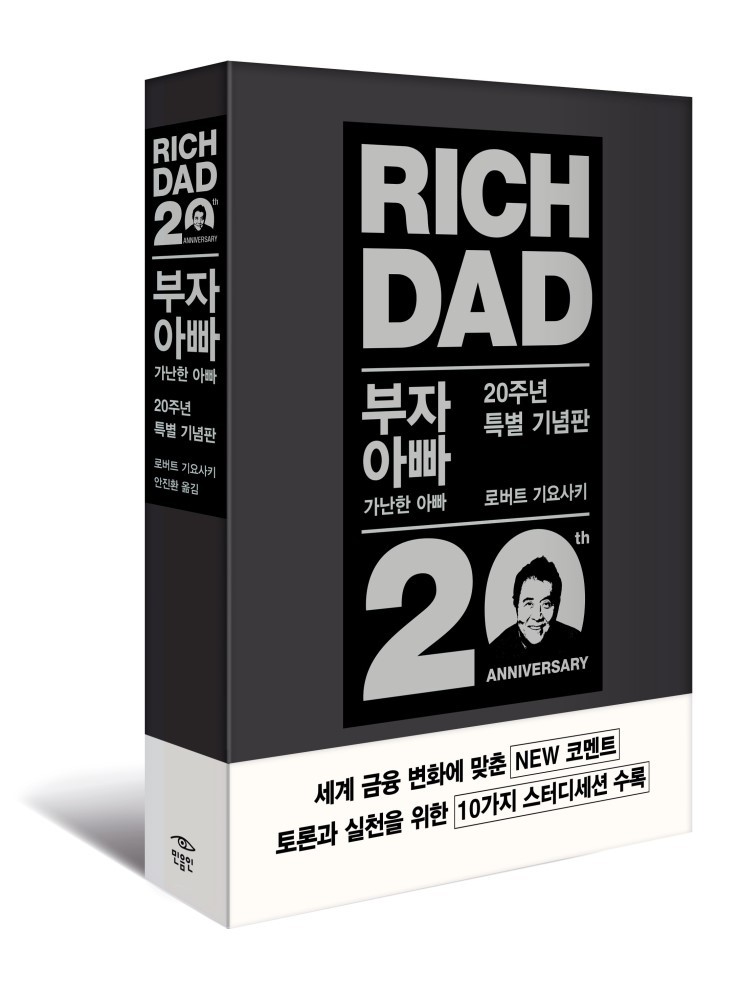 RICH
DAD
20th
ANNIVERSARY
부자
아빠
가난한 아빠
20주년
특별 기념판
로버트 기요사키
안진환 옮김
민음인
RICH
DAD
부자
아빠
가난한 아빠
20주년
특별 기념판
로버트 기요사키
20th
ANNIVERSARY
세계 금융 변화에 맞춘 NEW 코멘트
토론과 실천을 위한 10가지 스터디세션 수록